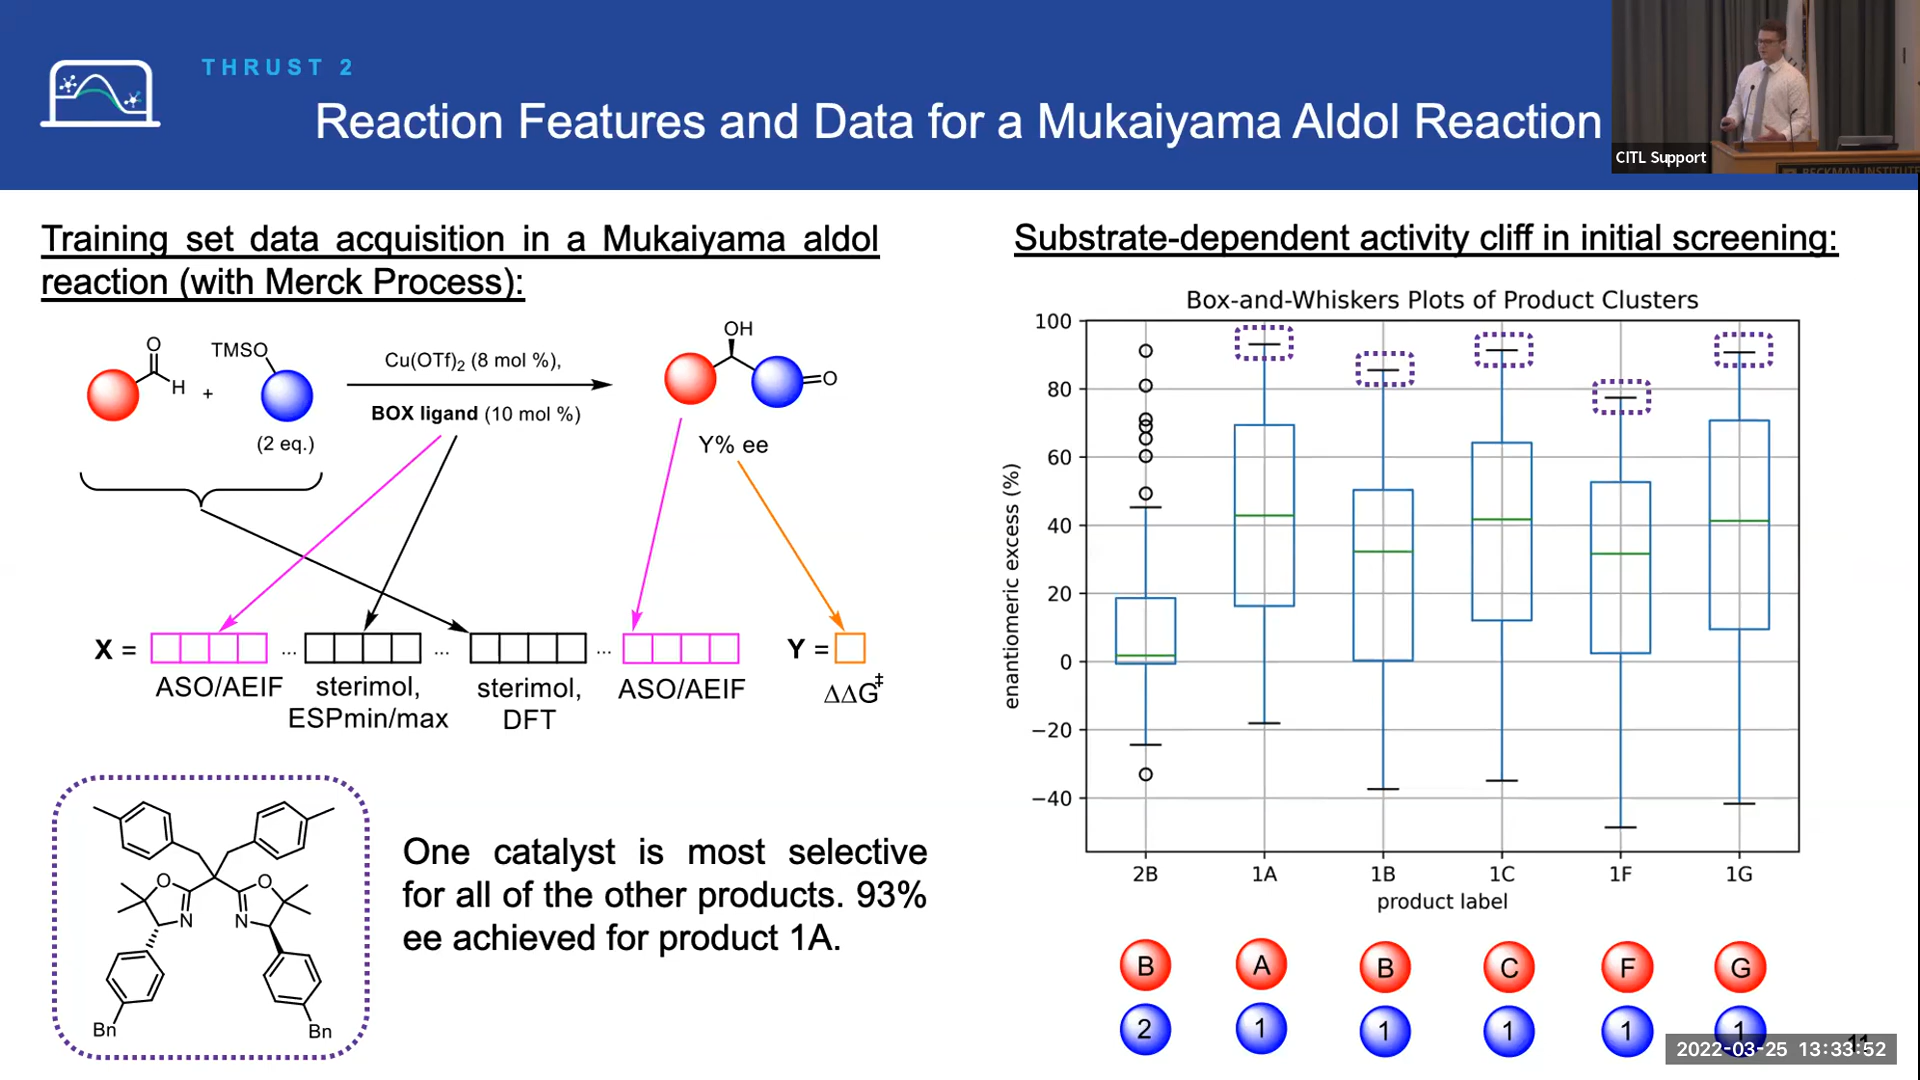 THRUST 2
Reaction Features and Data for a Mukaiyama Aldol Reaction
CITL Support
BECKMAN INSTITUTE
Training set data acquisition in a Mukaiyama aldol
reaction (with Merck Process):
O
H
+
TMSO
(2 eq.)
Cu(OTf)2 (8 mol %),
BOX ligand (10 mol %)
OH
O
Y% ee
X =
...
...
...
Y =
ASO/AEIF
sterimol,
ESPmin/max
sterimol,
DFT
ASO/AEIF
ΔΔG‡
O
O
N
N
Bn
Bn
One catalyst is most selective
for all of the other products. 93%
ee achieved for product 1A.
Substrate-dependent activity cliff in initial screening:
Box-and-Whiskers Plots of Product Clusters
100
80
60
40
20
0
−20
−40
enantiomeric excess (%)
2B 1A 1B 1C 1F 1G
product label
B A B C F G
2 1 1 1 1 1
11
2022-03-25 13:33:52